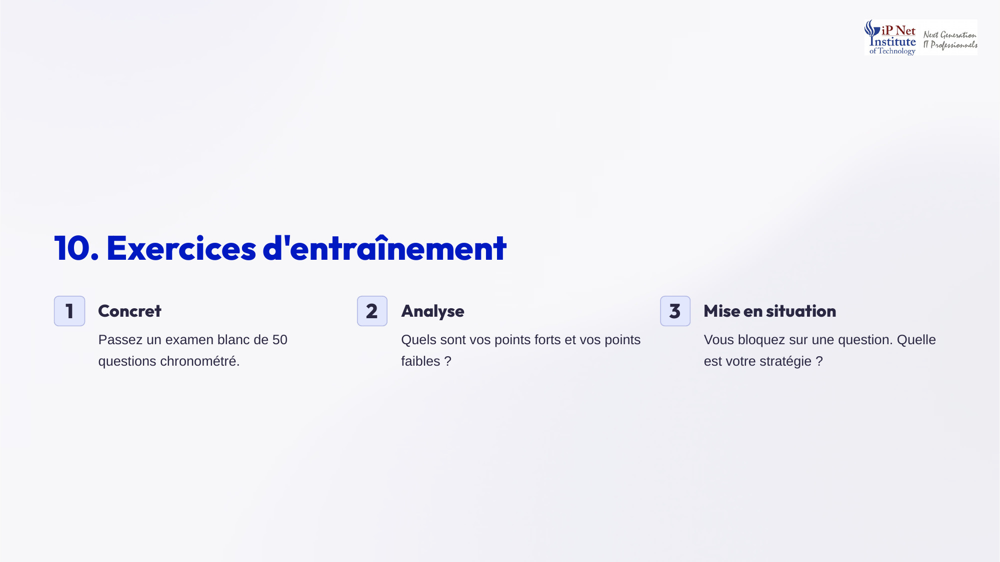 iP Net
Institute
of Technology
Next Generation
IT Professionnels
10. Exercices d'entraînement
1
Concret
Passez un examen blanc de 50
questions chronométré.
2
Analyse
Quels sont vos points forts et vos points
faibles ?
3
Mise en situation
Vous bloquez sur une question. Quelle
est votre stratégie ?